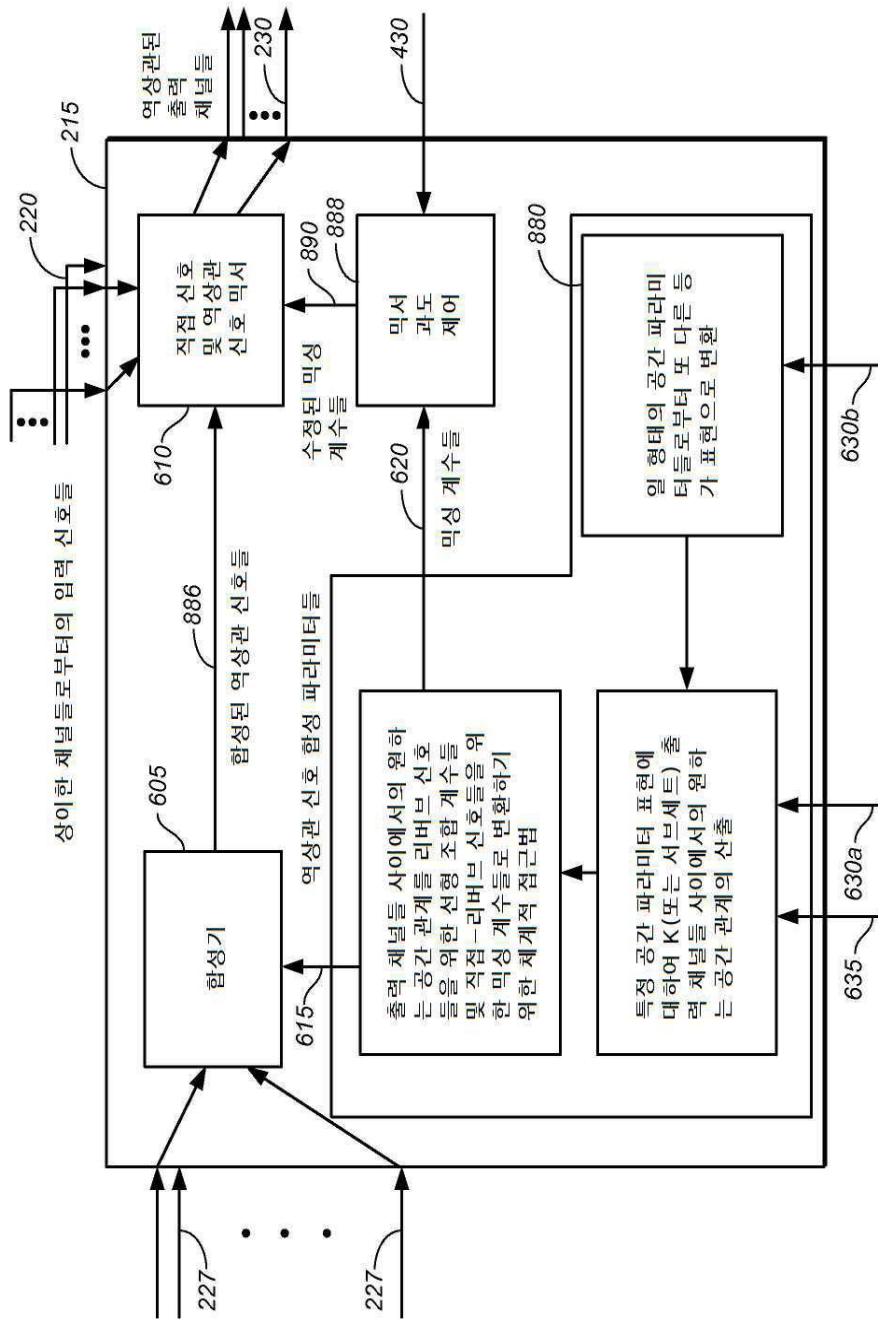 상이한 채널들로부터의 입력 신호들
220
215
역상관된
출력
채널들
230
227
227
605
합성기
886
합성된 역상관 신호들
610
직접 신호
및 역상관
신호 믹서
615
역상관 신호 합성 파라미터들
수정된 믹싱
계수들
890
888
믹서
과도
제어
430
620
믹싱 계수들
출력 채널들 사이에서의 원하
는 공간 관계를 리버브 신호
들을 위한 선형 조합 계수들
및 직접-리버브 신호들을 위
한 믹싱 계수들로 변환하기
위한 체계적 접근법
880
특정 공간 파라미터 표현에
대하여 K(또는 서브세트) 출
력 채널들 사이에서의 원하
는 공간 관계의 산출
일 형태의 공간 파라미
터들로부터 또 다른 등
가 표현으로 변환
635
630a
630b